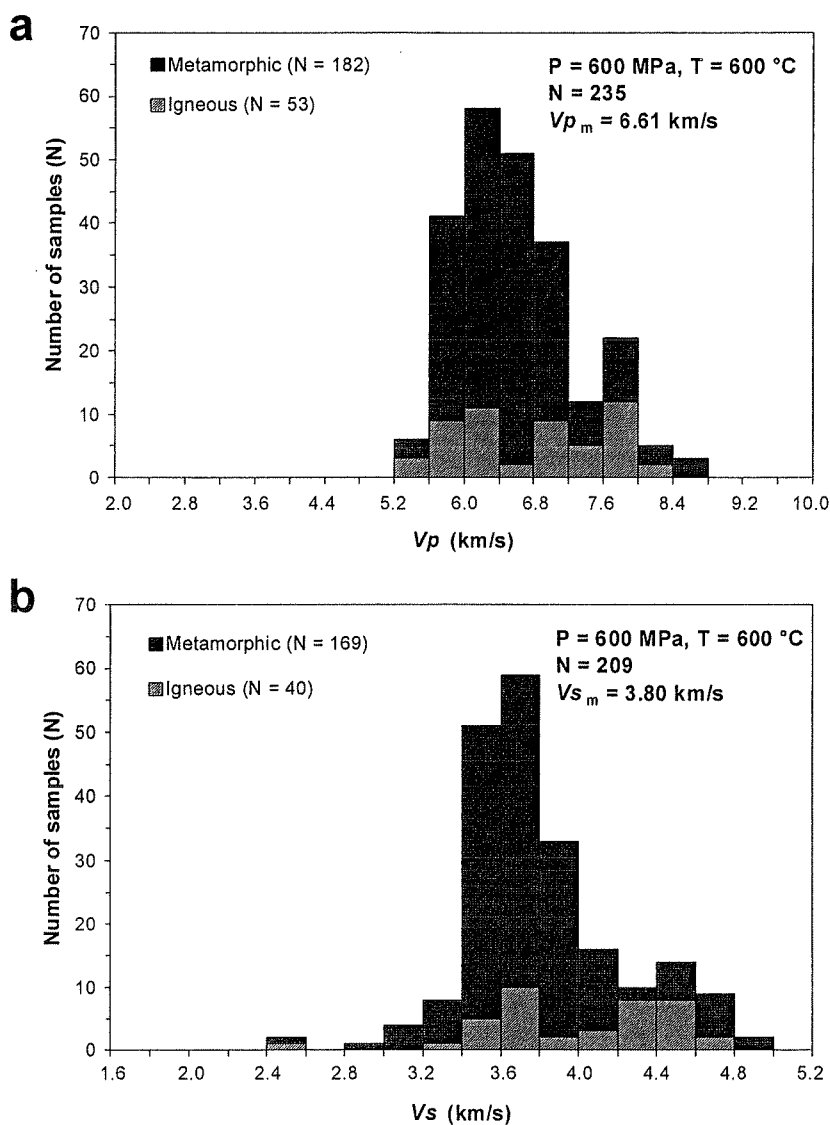 a
70
60
50
40
30
20
10
0
Number of samples (N)
Metamorphic (N = 182)
Igneous (N = 53)
P = 600 MPa, T = 600 °C
N = 235
Vp m = 6.61 km/s
2.0 2.8 3.6 4.4 5.2 6.0 6.8 7.6 8.4 9.2 10.0
Vp (km/s)
b
70
60
50
40
30
20
10
0
Number of samples (N)
Metamorphic (N = 169)
Igneous (N = 40)
P = 600 MPa, T = 600 °C
N = 209
Vs m = 3.80 km/s
1.6 2.0 2.4 2.8 3.2 3.6 4.0 4.4 4.8 5.2
Vs (km/s)